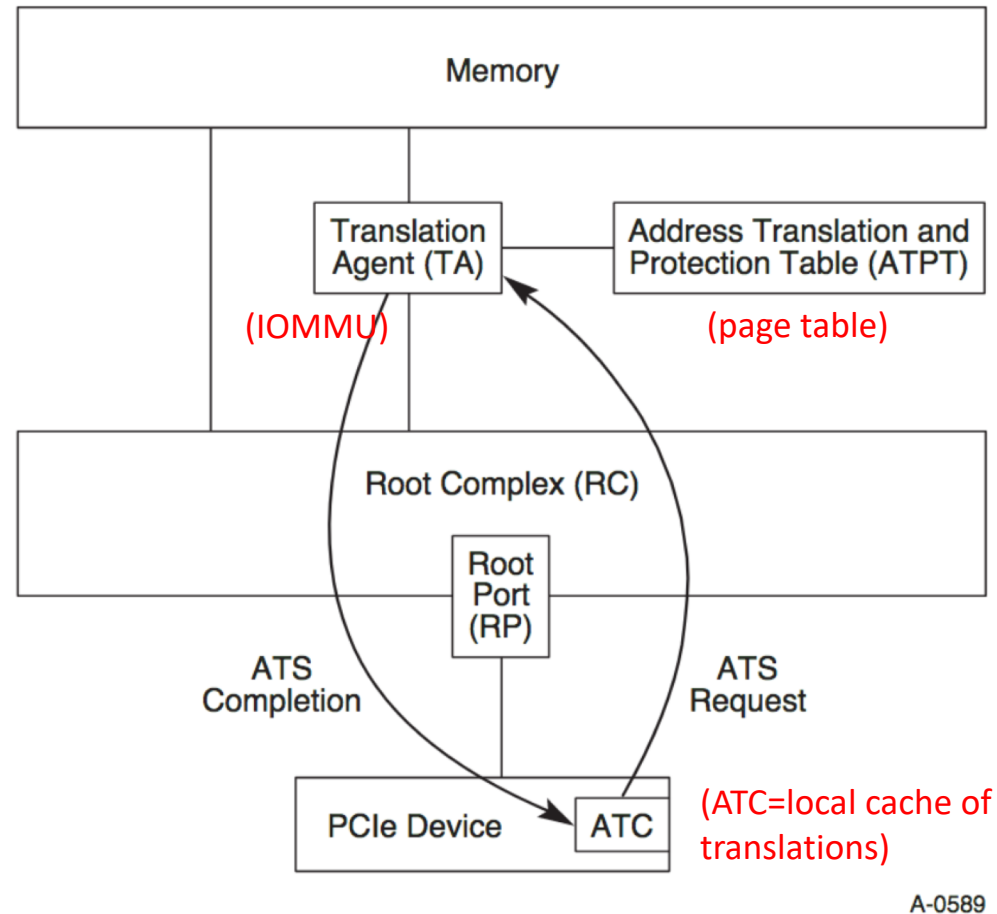 Memory
Translation
Agent (TA)
Address Translation and
Protection Table (ATPT)
(IOMMU)
(page table)
Root Complex (RC)
Root
Port
(RP)
ATS
Completion
ATS
Request
PCIe Device
ATC
(ATC=local cache of
translations)
A-0589